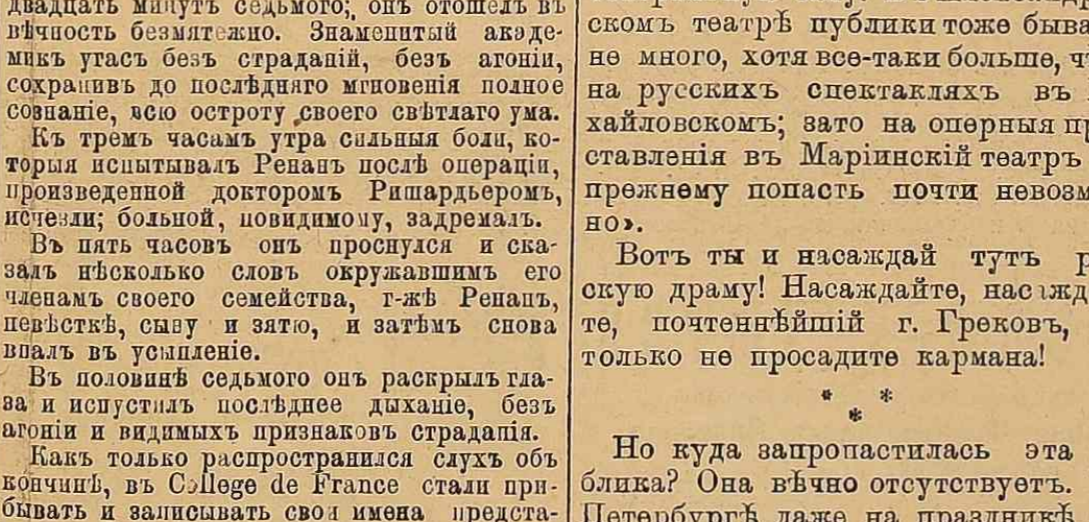 двадцать минутъ седьмого; онъ отошелъ въ
вѣчность безмятежно. Знаменитый акаде-
микъ угасъ безъ страданій, безъ агоніи,
сохранивъ до послѣдняго мгновенія полное
сознаніе, всю остроту своего свѣтлаго ума.
Къ тремъ часамъ утра сильныя боли, ко-
торыя испытывалъ Ренанъ послѣ операціи,
произведенной докторомъ Ришардьеромъ,
исчезли; больной, повидимому, задремалъ.
Въ пять часовъ онъ проснулся и ска-
залъ нѣсколько словъ окружавшимъ его
членамъ своего семейства, г-жѣ Ренанъ,
невѣсткѣ, сыну и зятю, и затѣмъ снова
впалъ въ усыпленіе.
Въ половинѣ седьмого онъ раскрылъ гла-
за и испустилъ послѣднее дыханіе, безъ
агоніи и видимыхъ признаковъ страданія.
Какъ только распространился слухъ объ
кончинѣ, въ College de France стали при-
бывать и записывать свои имена предста-
скомъ театрѣ публики тоже быва
не много, хотя все-таки больше, ч
на русскихъ спектакляхъ въ
хайловскомъ; зато на оперныя п
ставленія въ Маріинскій театръ
прежнему попасть почти невозм
но».
Вотъ ты и насаждай тутъ р
скую драму! Насаждайте, насажд
те, почтеннѣйшій г. Грековъ,
только не просадите кармана!
* *
*
Но куда запропастилась эта
блика? Она вѣчно отсутствуетъ.
Петербургѣ даже на праздникѣ